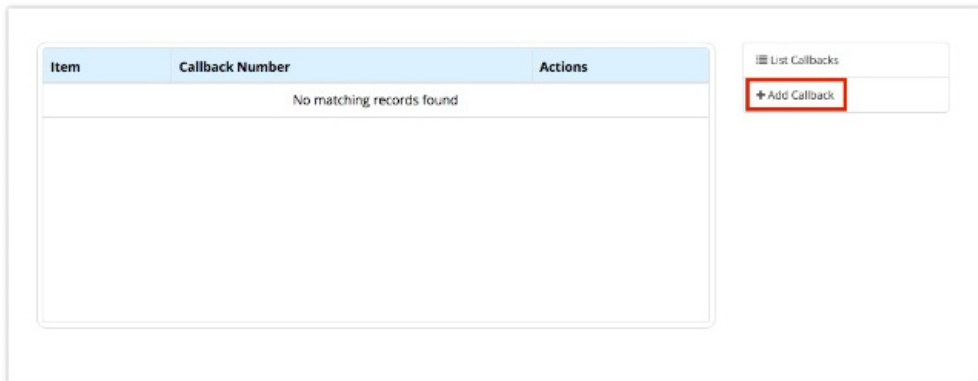 Item Callback Number Actions
No matching records found
List Callbacks
+ Add Callback